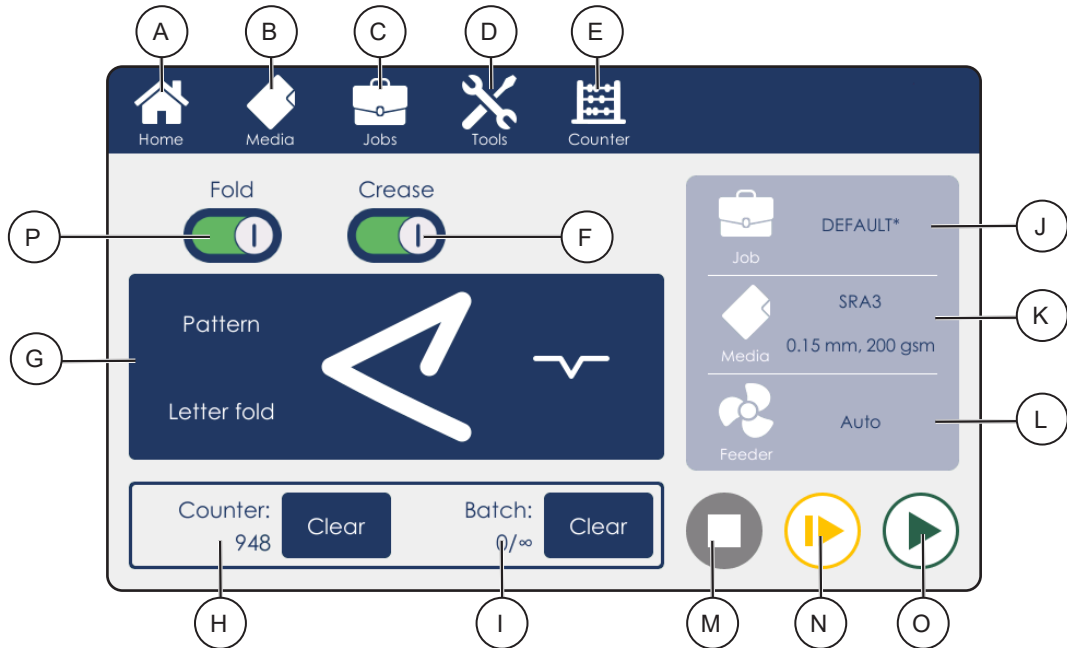 A B C D E
Home Media Jobs Tools Counter
Fold Crease
P F
Pattern
G
Letter fold
DEFAULT*
J
Job
SRA3
K
0.15 mm, 200 gsm
Media
Auto
L
Feeder
Counter: Clear Batch: Clear
948 0/∞
H I M N O